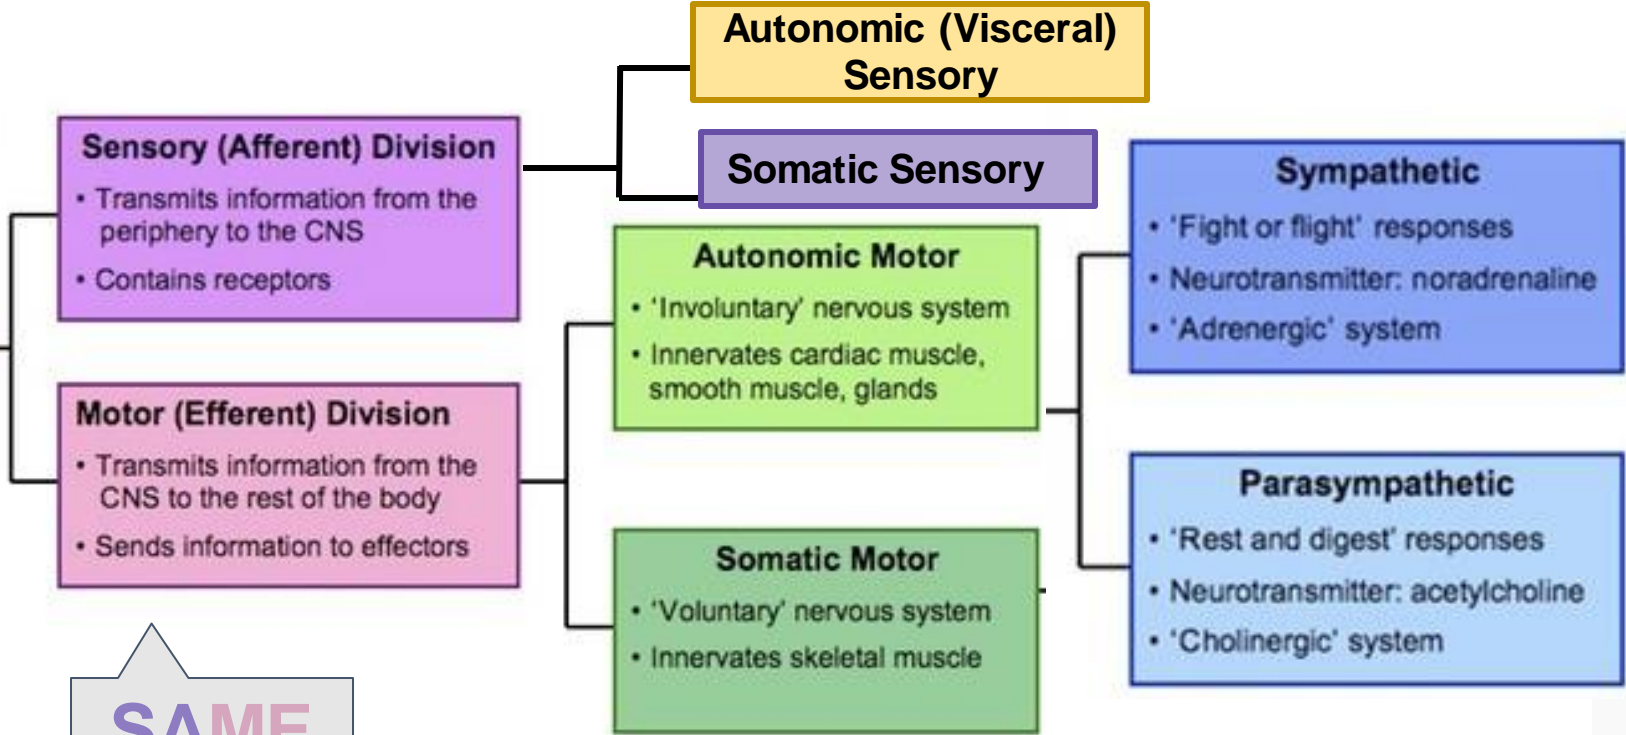 Autonomic (Visceral)
Sensory
Sensory (Afferent) Division
• Transmits information from the
periphery to the CNS
• Contains receptors
Somatic Sensory
Motor (Efferent) Division
• Transmits information from the
CNS to the rest of the body
• Sends information to effectors
SAME
Autonomic Motor
• ‘Involuntary’ nervous system
• Innervates cardiac muscle,
smooth muscle, glands
Somatic Motor
• ‘Voluntary’ nervous system
• Innervates skeletal muscle
Sympathetic
• ‘Fight or flight’ responses
• Neurotransmitter: noradrenaline
• ‘Adrenergic’ system
Parasympathetic
• ‘Rest and digest’ responses
• Neurotransmitter: acetylcholine
• ‘Cholinergic’ system